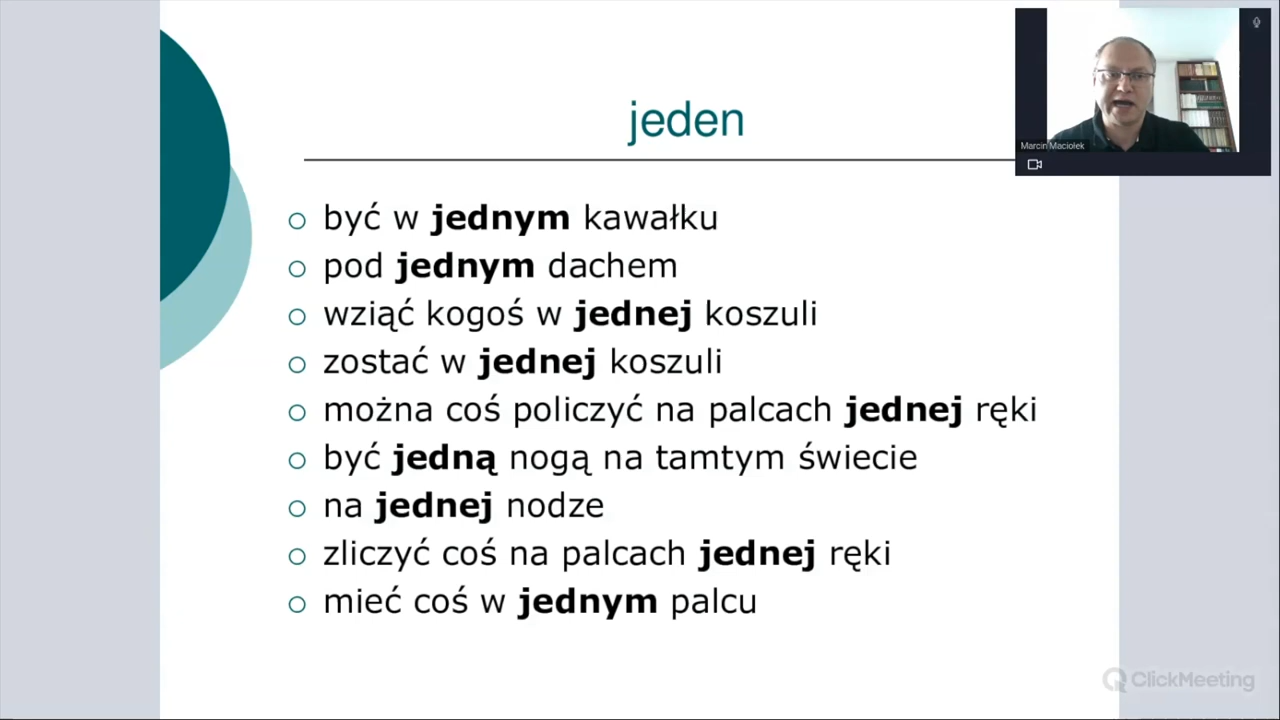 jeden
Marcin Maciołek
być w jednym kawałku
pod jednym dachem
wziąć kogoś w jednej koszuli
zostać w jednej koszuli
można coś policzyć na palcach jednej ręki
być jedną nogą na tamtym świecie
na jednej nodze
zliczyć coś na palcach jednej ręki
mieć coś w jednym palcu
ClickMeeting